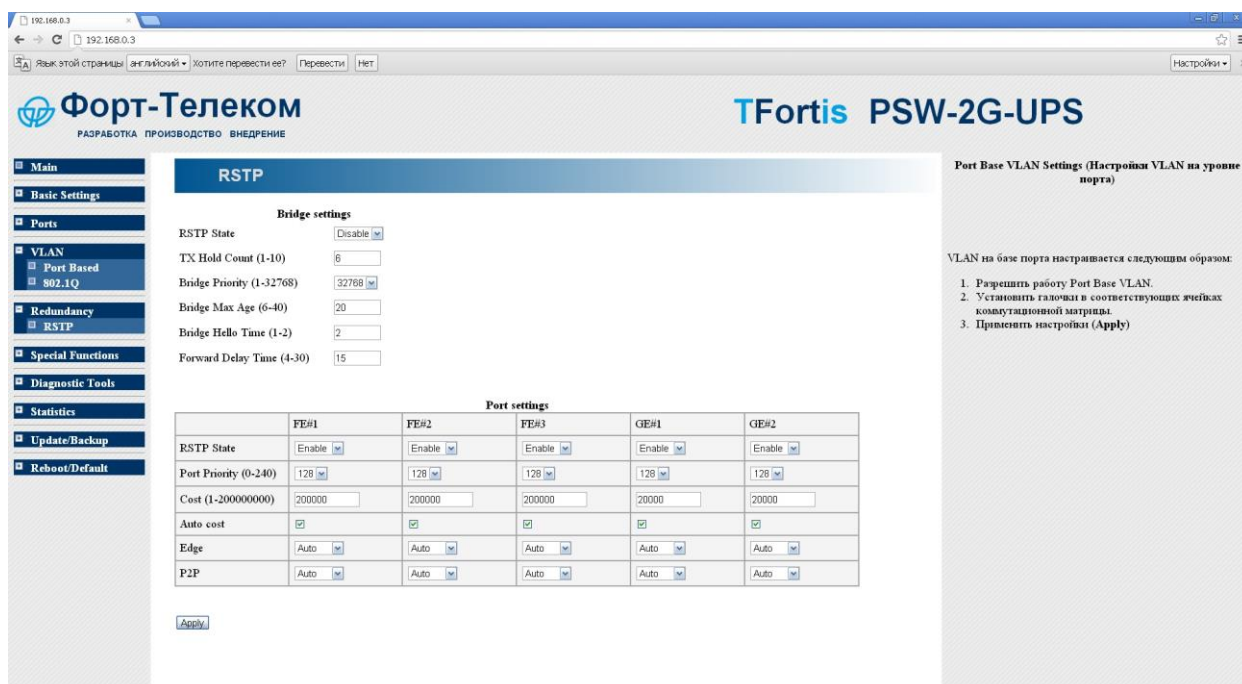 192.168.0.3
192.168.0.3
Язык этой страницы английский Хотите перевести ее? Перевести Нет Настройки
Форт-Телеком
РАЗРАБОТКА ПРОИЗВОДСТВО ВНЕДРЕНИЕ
TFortis PSW-2G-UPS
Main
Basic Settings
Ports
VLAN
Port Based
802.1Q
Redundancy
RSTP
Special Functions
Diagnostic Tools
Statistics
Update/Backup
Reboot/Default
RSTP
Bridge settings
RSTP State Disable
TX Hold Count (1-10) 6
Bridge Priority (1-32768) 32768
Bridge Max Age (6-40) 20
Bridge Hello Time (1-2) 2
Forward Delay Time (4-30) 15
Port settings
FE#1 FE#2 FE#3 GE#1 GE#2
RSTP State Enable Enable Enable Enable Enable
Port Priority (0-240) 128 128 128 128 128
Cost (1-200000000) 200000 200000 200000 20000 20000
Auto cost
Edge Auto Auto Auto Auto Auto
P2P Auto Auto Auto Auto Auto
Apply
Port Base VLAN Settings (Настройки VLAN на уровне
порта)
VLAN на базе порта настраивается следующим образом:
1. Разрешить работу Port Base VLAN.
2. Установить галочки в соответствующих ячейках
коммутационной матрицы.
3. Применить настройки (Apply)